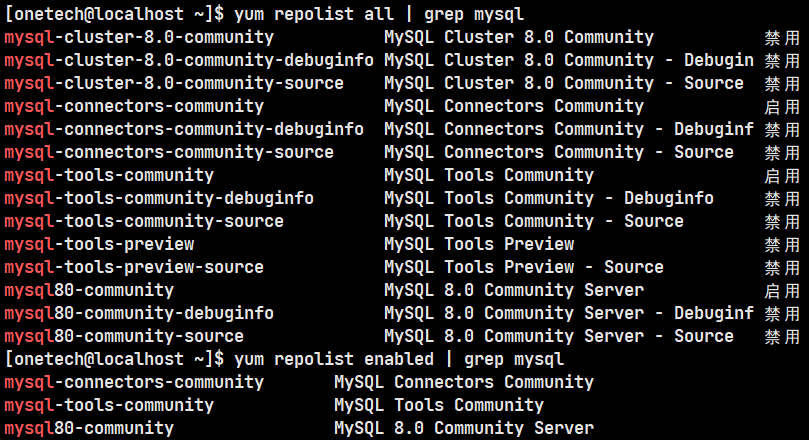 [onetech@localhost ~]$ yum repolist all | grep mysql
mysql-cluster-8.0-community           MySQL Cluster 8.0 Community           禁用
mysql-cluster-8.0-community-debuginfo MySQL Cluster 8.0 Community - Debugin 禁用
mysql-cluster-8.0-community-source    MySQL Cluster 8.0 Community - Source  禁用
mysql-connectors-community            MySQL Connectors Community            启用
mysql-connectors-community-debuginfo  MySQL Connectors Community - Debuginf 禁用
mysql-connectors-community-source     MySQL Connectors Community - Source   禁用
mysql-tools-community                 MySQL Tools Community                 启用
mysql-tools-community-debuginfo       MySQL Tools Community - Debuginfo     禁用
mysql-tools-community-source          MySQL Tools Community - Source        禁用
mysql-tools-preview                   MySQL Tools Preview                   禁用
mysql-tools-preview-source            MySQL Tools Preview - Source          禁用
mysql80-community                     MySQL 8.0 Community Server            启用
mysql80-community-debuginfo           MySQL 8.0 Community Server - Debuginf 禁用
mysql80-community-source              MySQL 8.0 Community Server - Source   禁用
[onetech@localhost ~]$ yum repolist enabled | grep mysql
mysql-connectors-community       MySQL Connectors Community
mysql-tools-community            MySQL Tools Community
mysql80-community                MySQL 8.0 Community Server